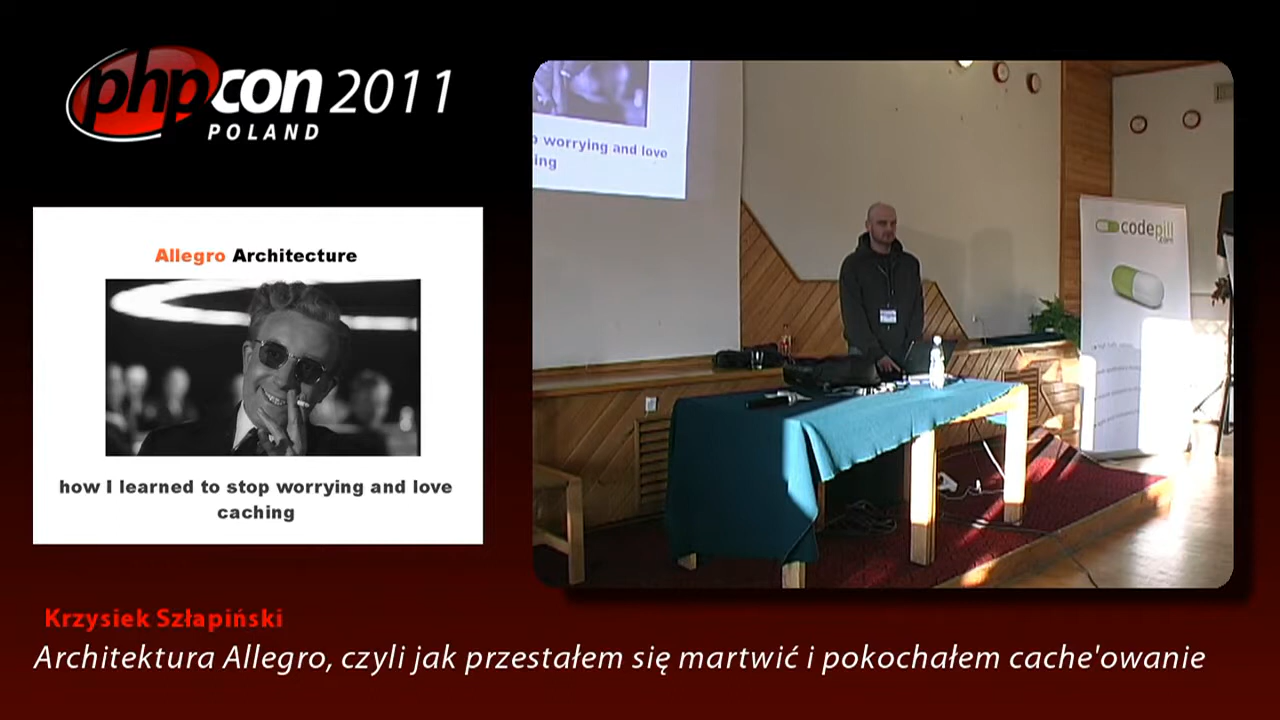 phpcon 2011
POLAND
Allegro Architecture
how I learned to stop worrying and love
caching
worrying and love
ing
codepill
.com
Krzysiek Szłapiński
Architektura Allegro, czyli jak przestałem się martwić i pokochałem cache'owanie